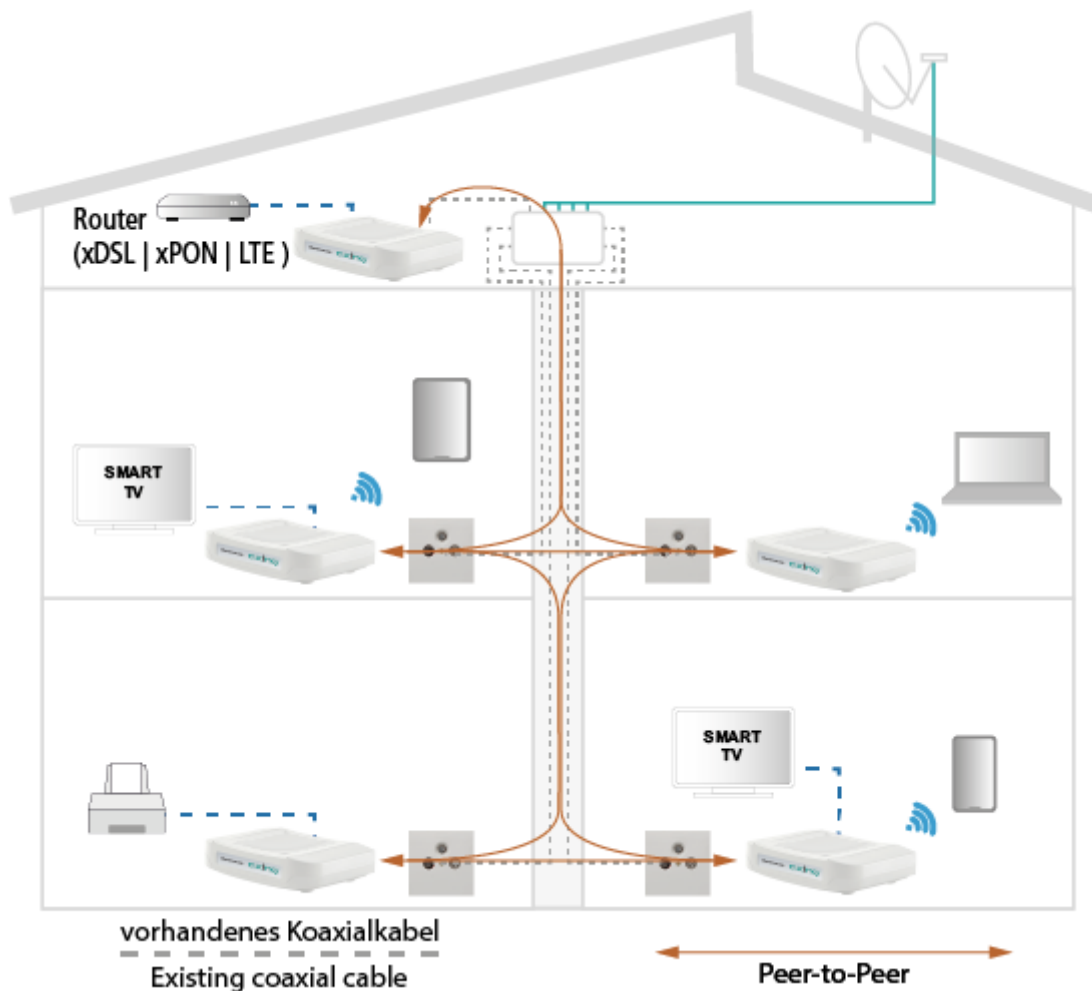 Router
(xDSL | xPON | LTE )
SMART
TV
SMART
TV
vorhandenes Koaxialkabel
Existing coaxial cable
Peer-to-Peer